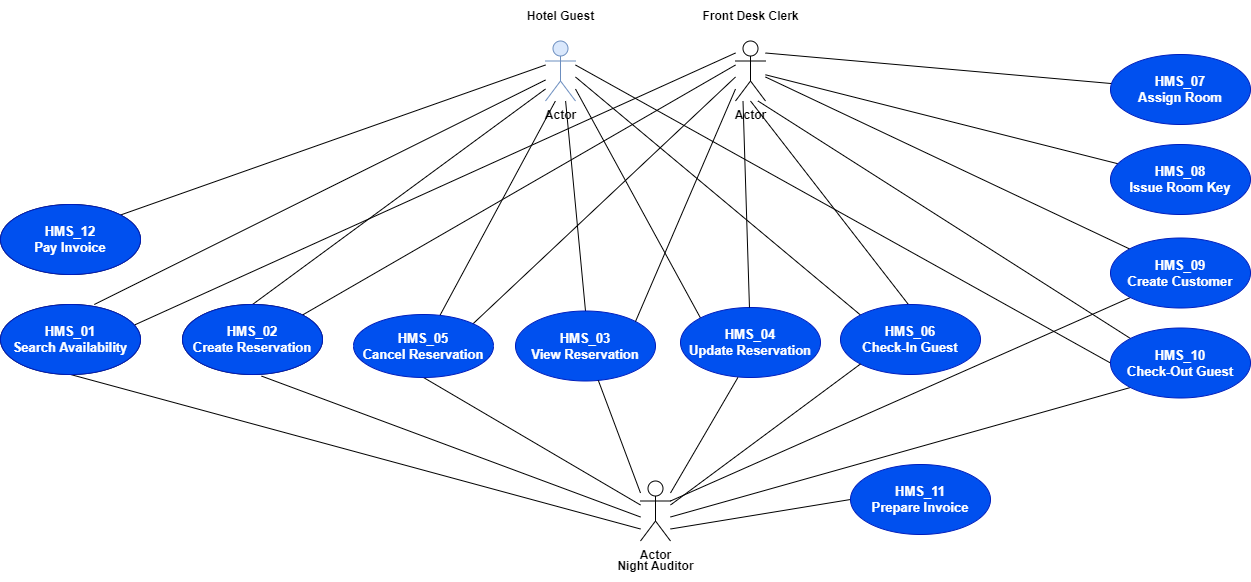 Hotel Guest
Front Desk Clerk
Actor
Actor
HMS_07
Assign Room
HMS_08
Issue Room Key
HMS_12
Pay Invoice
HMS_09
Create Customer
HMS_01
Search Availability
HMS_02
Create Reservation
HMS_05
Cancel Reservation
HMS_03
View Reservation
HMS_04
Update Reservation
HMS_06
Check-In Guest
HMS_10
Check-Out Guest
HMS_11
Prepare Invoice
Actor
Night Auditor